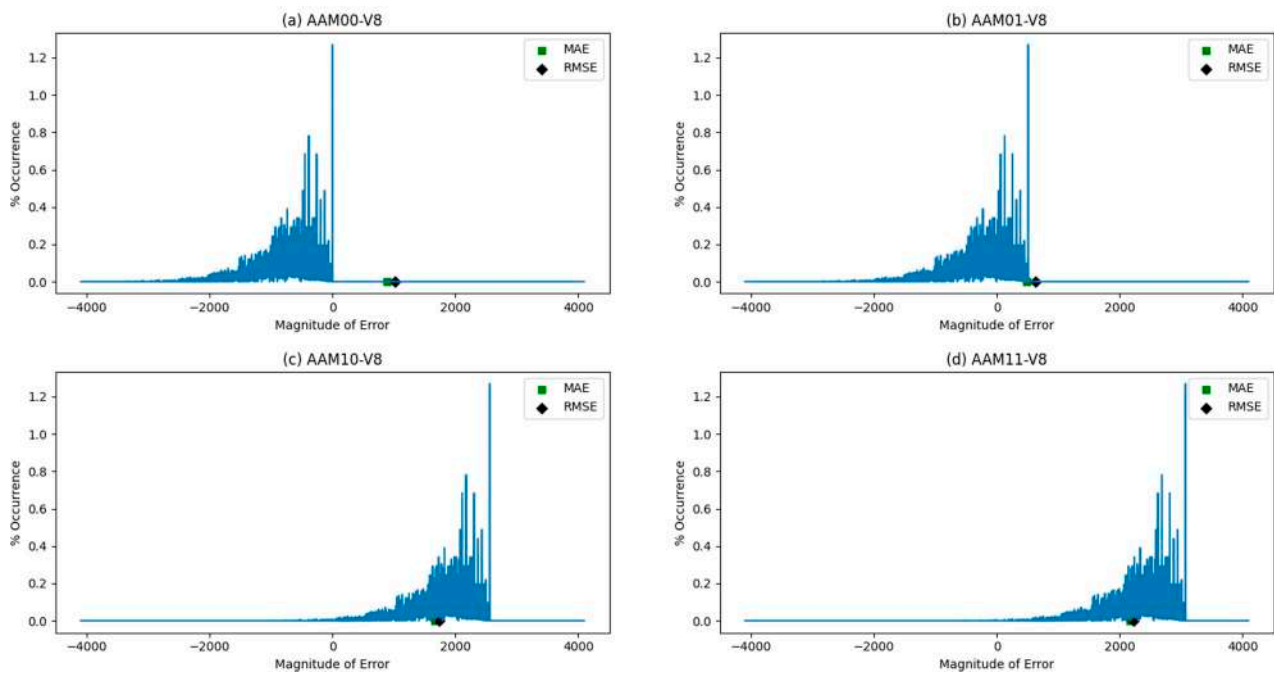 (a) AAM00-V8
MAE
RMSE
1.2
1.0
0.8
0.6
0.4
0.2
0.0
% Occurrence
−4000 −2000 0 2000 4000
Magnitude of Error
(b) AAM01-V8
MAE
RMSE
1.2
1.0
0.8
0.6
0.4
0.2
0.0
% Occurrence
−4000 −2000 0 2000 4000
Magnitude of Error
(c) AAM10-V8
MAE
RMSE
1.2
1.0
0.8
0.6
0.4
0.2
0.0
% Occurrence
−4000 −2000 0 2000 4000
Magnitude of Error
(d) AAM11-V8
MAE
RMSE
1.2
1.0
0.8
0.6
0.4
0.2
0.0
% Occurrence
−4000 −2000 0 2000 4000
Magnitude of Error